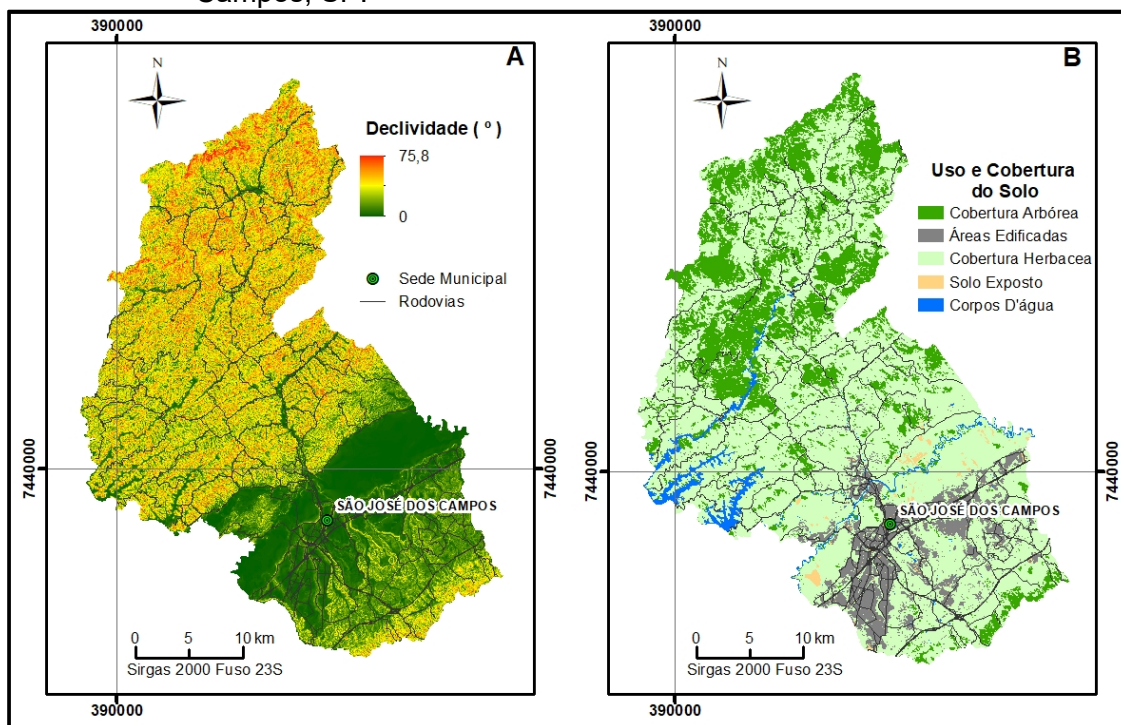 Campos, SP.
390000
A
N
Declividade ( º )
75,8
0
Sede Municipal
Rodovias
7440000
7440000
SÃO JOSÉ DOS CAMPOS
0 5 10 km
Sirgas 2000 Fuso 23S
390000
390000
B
N
Uso e Cobertura
do Solo
Cobertura Arbórea
Áreas Edificadas
Cobertura Herbacea
Solo Exposto
Corpos D'água
7440000
SÃO JOSÉ DOS CAMPOS
0 5 10 km
Sirgas 2000 Fuso 23S
390000